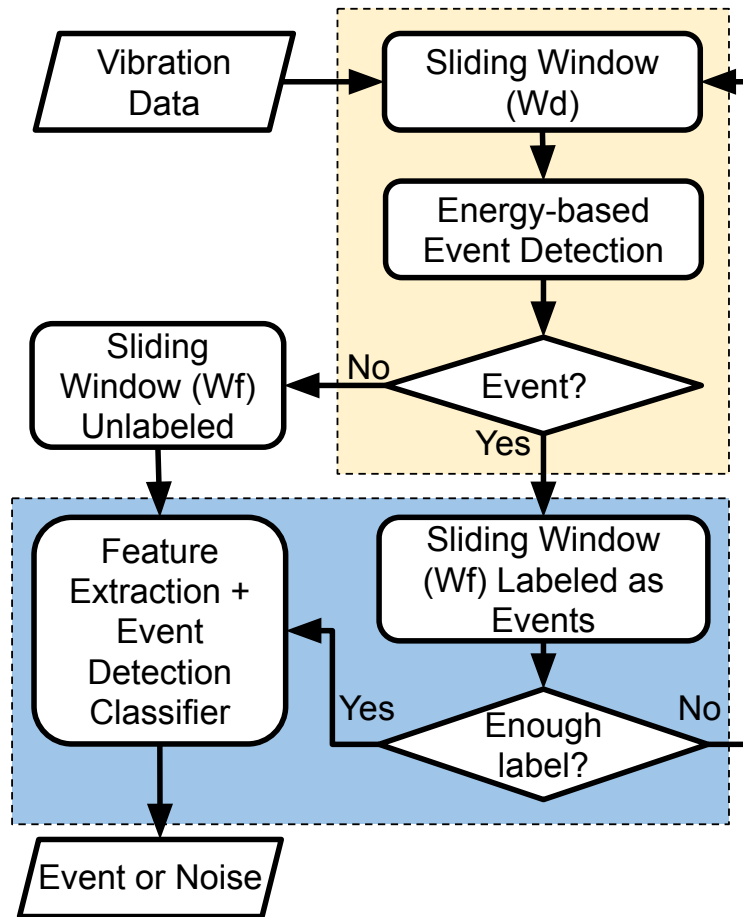 Vibration
Data
Sliding Window
(Wd)
Energy-based
Event Detection
Event?
No
Yes
Sliding
Window (Wf)
Unlabeled
Sliding Window
(Wf) Labeled as
Events
Feature
Extraction +
Event
Detection
Classifier
Enough
label?
Yes
No
Event or Noise